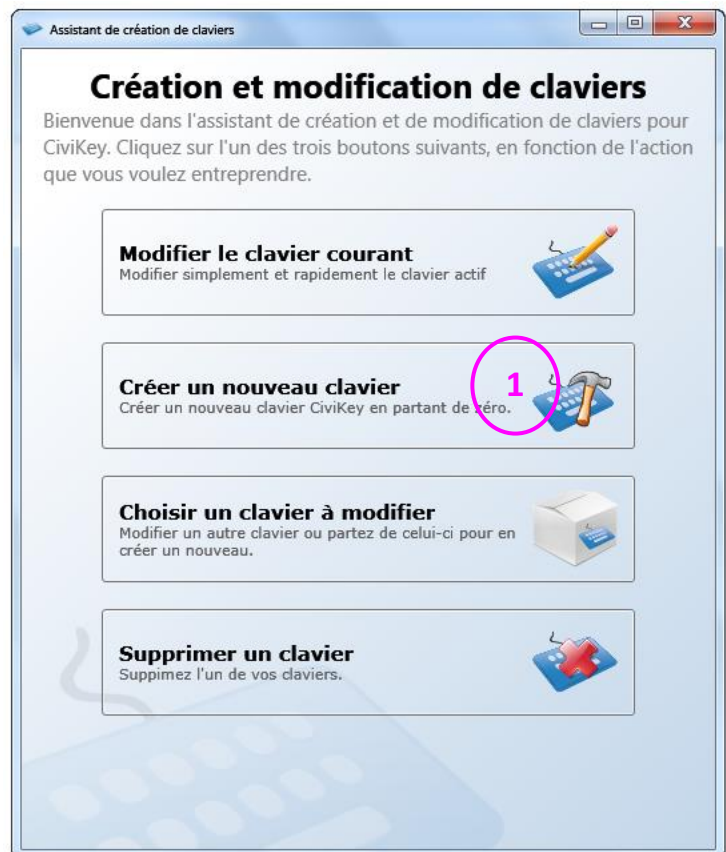 Assistant de création de claviers
Création et modification de claviers
Bienvenue dans l'assistant de création et de modification de claviers pour
CiviKey. Cliquez sur l'un des trois boutons suivants, en fonction de l'action
que vous voulez entreprendre.
Modifier le clavier courant
Modifier simplement et rapidement le clavier actif
Créer un nouveau clavier
1
Créer un nouveau clavier CiviKey en partant de zéro.
Choisir un clavier à modifier
Modifier un autre clavier ou partez de celui-ci pour en
créer un nouveau.
Supprimer un clavier
Suppimez l'un de vos claviers.